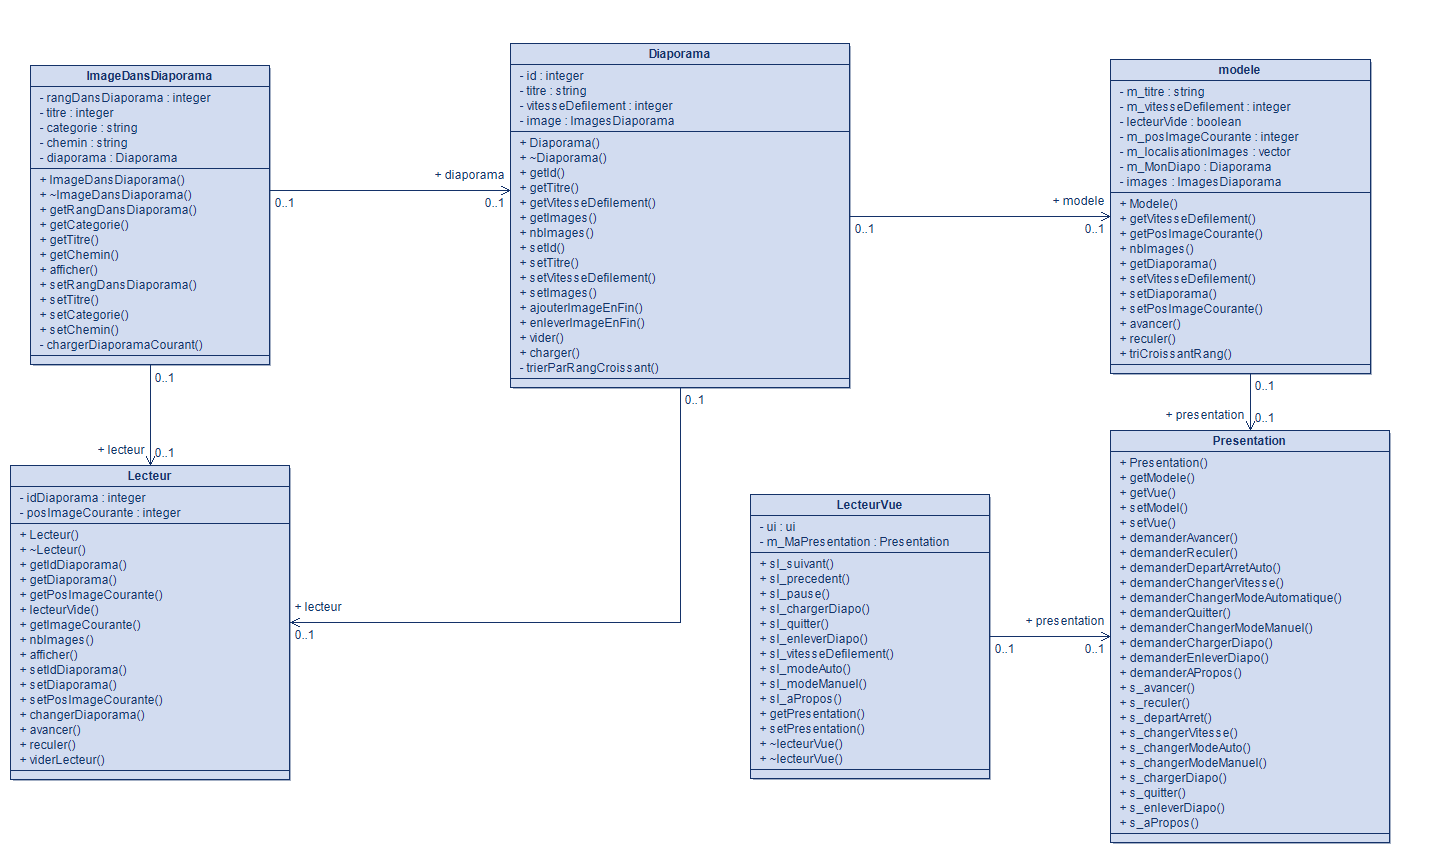 ImageDansDiaporama
- rangDansDiaporama : integer
- titre : integer
- categorie : string
- chemin : string
- diaporama : Diaporama
+ ImageDansDiaporama()
+ ~ImageDansDiaporama()
+ getRangDansDiaporama()
+ getCategorie()
+ getTitre()
+ getChemin()
+ afficher()
+ setRangDansDiaporama()
+ setTitre()
+ setCategorie()
+ setChemin()
- chargerDiaporamaCourant()
+ diaporama
0..1
0..1
Diaporama
- id : integer
- titre : string
- vitesseDefilement : integer
- image : ImagesDiaporama
+ Diaporama()
+ ~Diaporama()
+ getId()
+ getTitre()
+ getVitesseDefilement()
+ getImages()
+ nbImages()
+ setId()
+ setTitre()
+ setVitesseDefilement()
+ setImages()
+ ajouterImageEnFin()
+ enleverImageEnFin()
+ vider()
+ charger()
- trierParRangCroissant()
+ modele
0..1
0..1
modele
- m_titre : string
- m_vitesseDefilement : integer
- lecteurVide : boolean
- m_posImageCourante : integer
- m_localisationImages : vector
- m_MonDiapo : Diaporama
- images : ImagesDiaporama
+ Modele()
+ getVitesseDefilement()
+ getPosImageCourante()
+ nbImages()
+ getDiaporama()
+ setVitesseDefilement()
+ setDiaporama()
+ setPosImageCourante()
+ avancer()
+ reculer()
+ triCroissantRang()
0..1
+ lecteur
0..1
0..1
+ lecteur
0..1
0..1
+ presentation
0..1
Lecteur
- idDiaporama : integer
- posImageCourante : integer
+ Lecteur()
+ ~Lecteur()
+ getIdDiaporama()
+ getDiaporama()
+ getPosImageCourante()
+ lecteurVide()
+ getImageCourante()
+ nbImages()
+ afficher()
+ setIdDiaporama()
+ setDiaporama()
+ setPosImageCourante()
+ changerDiaporama()
+ avancer()
+ reculer()
+ viderLecteur()
LecteurVue
- ui : ui
- m_MaPresentation : Presentation
+ sl_suivant()
+ sl_precedent()
+ sl_pause()
+ sl_chargerDiapo()
+ sl_quitter()
+ sl_enleverDiapo()
+ sl_vitesseDefilement()
+ sl_modeAuto()
+ sl_modeManuel()
+ sl_aPropos()
+ getPresentation()
+ setPresentation()
+ ~lecteurVue()
+ ~lecteurVue()
+ presentation
0..1
0..1
Presentation
+ Presentation()
+ getModele()
+ getVue()
+ setModel()
+ setVue()
+ demanderAvancer()
+ demanderReculer()
+ demanderDepartArretAuto()
+ demanderChangerVitesse()
+ demanderChangerModeAutomatique()
+ demanderQuitter()
+ demanderChangerModeManuel()
+ demanderChargerDiapo()
+ demanderEnleverDiapo()
+ demanderAPropos()
+ s_avancer()
+ s_reculer()
+ s_departArret()
+ s_changerVitesse()
+ s_changerModeAuto()
+ s_changerModeManuel()
+ s_chargerDiapo()
+ s_quitter()
+ s_enleverDiapo()
+ s_aPropos()